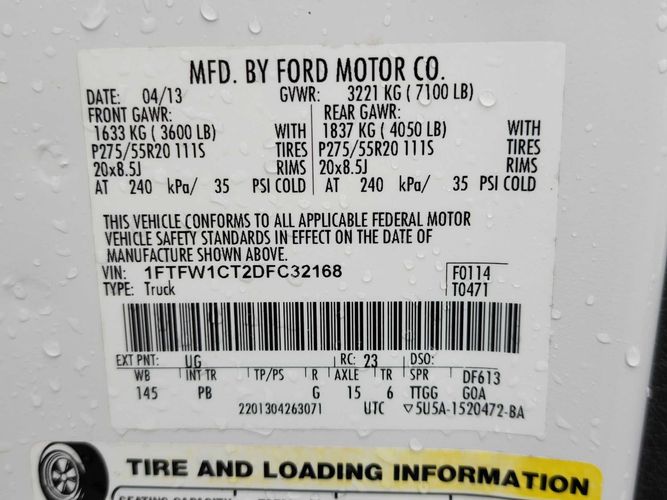 MFD. BY FORD MOTOR CO.
DATE: 04/13 GVWR: 3221 KG ( 7100 LB)
FRONT GAWR: REAR GAWR:
1633 KG ( 3600 LB) WITH 1837 KG ( 4050 LB) WITH
P275/55R20 111S TIRES P275/55R20 111S TIRES
20x8.5J RIMS 20x8.5J RIMS
AT 240 kPa/ 35 PSI COLD AT 240 kPa/ 35 PSI COLD
THIS VEHICLE CONFORMS TO ALL APPLICABLE FEDERAL MOTOR
VEHICLE SAFETY STANDARDS IN EFFECT ON THE DATE OF
MANUFACTURE SHOWN ABOVE.
VIN: 1FTFW1CT2DFC32168 F0114
TYPE: Truck T0471
EXT PNT: UG RC: 23 DSO:
WB INT TR TP/PS R AXLE TR SPR DF613
145 PB G 15 6 TTGG G0A
2201304263071 UTC ▽5U5A-1520472-BA
TIRE AND LOADING INFORMATION